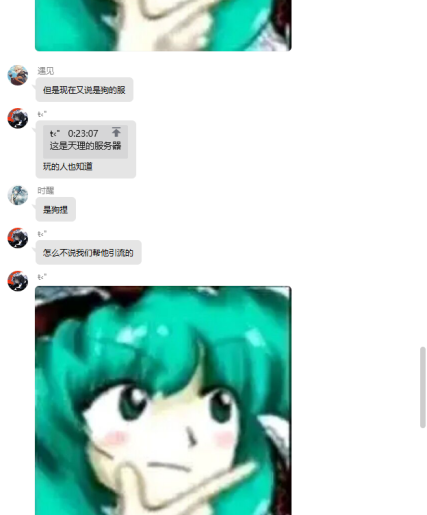 遇见
但是现在又说是狗的服
tc" 0:23:07
这是天理的服务器
玩的人也知道
时醒
是狗捏
怎么不说我们帮他引流的